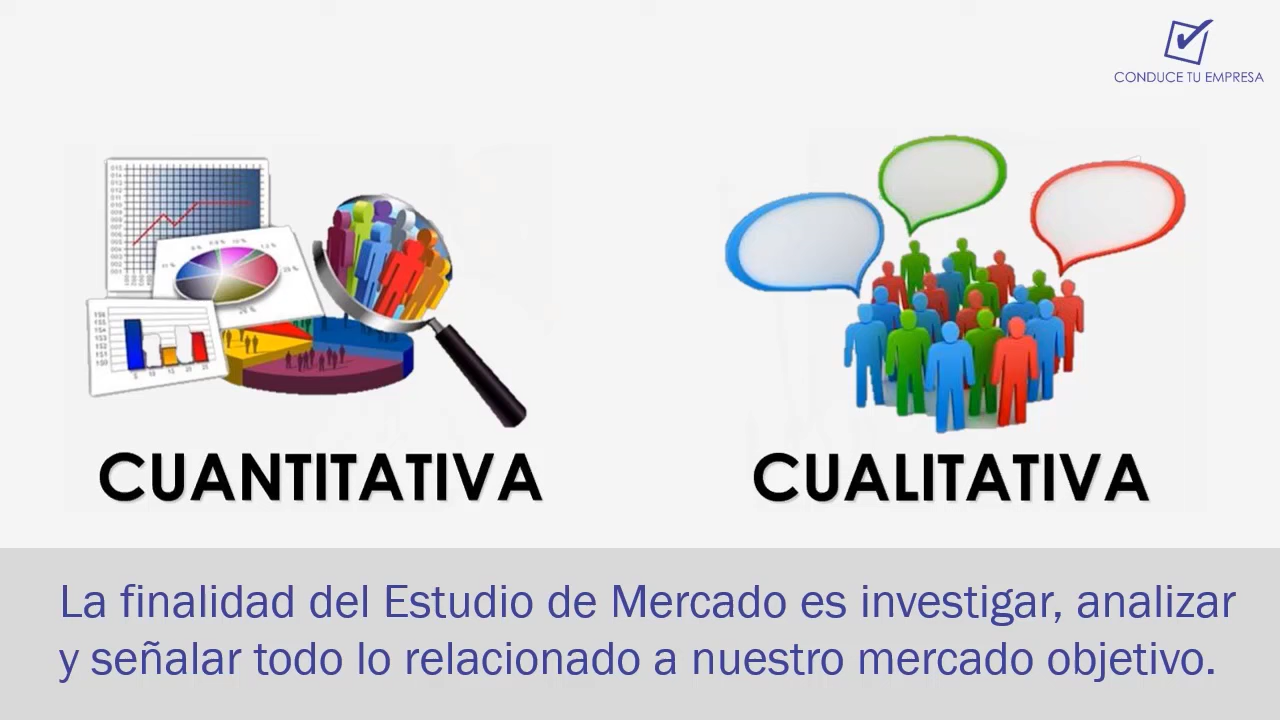 CONDUCE TU EMPRESA
CUANTITATIVA
CUALITATIVA
La finalidad del Estudio de Mercado es investigar, analizar
y señalar todo lo relacionado a nuestro mercado objetivo.